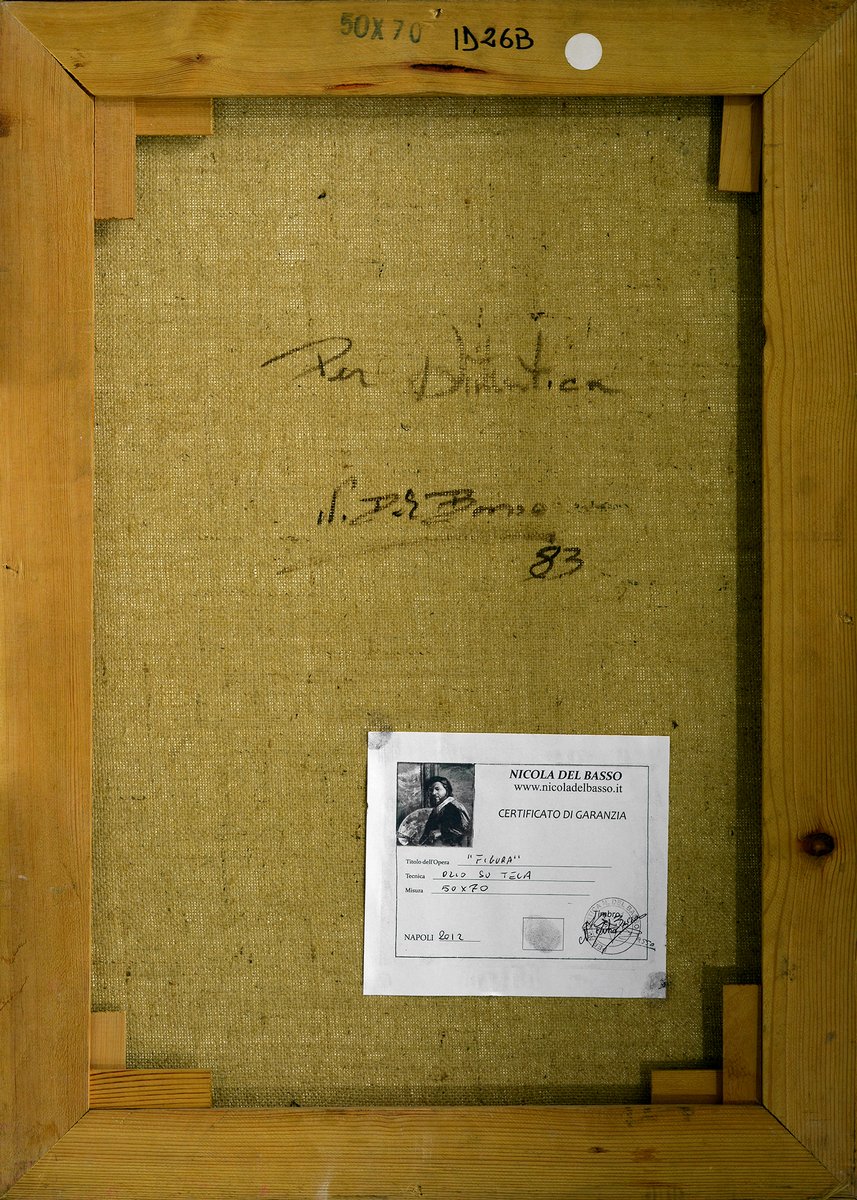 50X70 ID26B
Per Autentica
N. Del Basso
83
NICOLA DEL BASSO
www.nicoladelbasso.it
CERTIFICATO DI GARANZIA
Titolo dell'Opera "FIGURA"
Tecnica OLIO SU TELA
Misura 50X70
Timbro
NAPOLI 2012